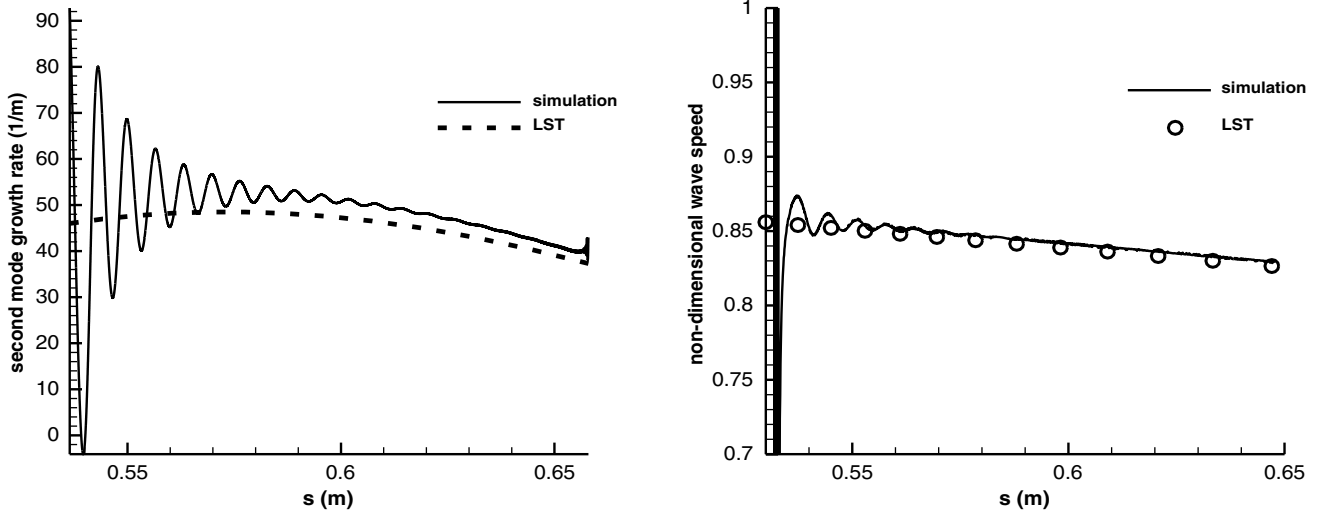 second mode growth rate (1/m)
90
80
70
60
50
40
30
20
10
0
0.55
0.6
0.65
s (m)
simulation
LST
non-dimensional wave speed
1
0.95
0.9
0.85
0.8
0.75
0.7
0.55
0.6
0.65
s (m)
simulation
LST